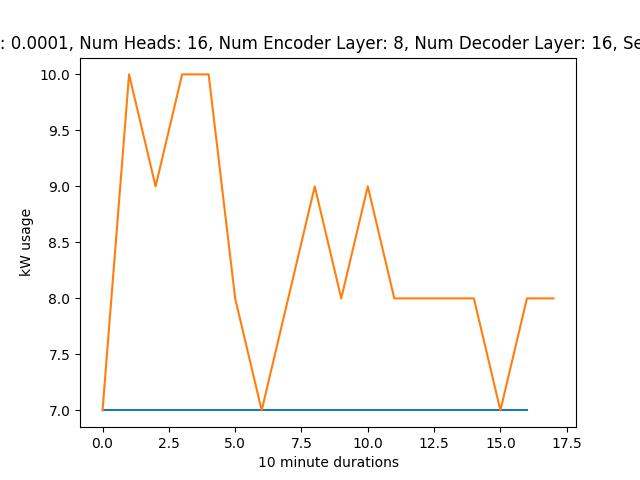 : 0.0001, Num Heads: 16, Num Encoder Layer: 8, Num Decoder Layer: 16, Se
10.0
9.5
9.0
8.5
8.0
7.5
7.0
kW usage
0.0 2.5 5.0 7.5 10.0 12.5 15.0 17.5
10 minute durations